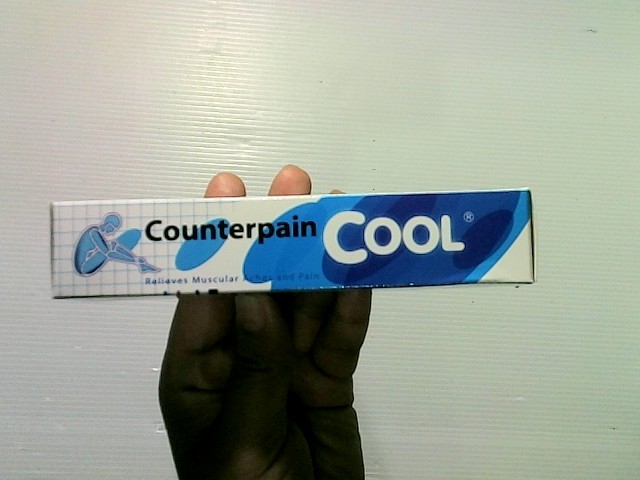 Counterpain COOL®
Relieves Muscular Aches and Pain